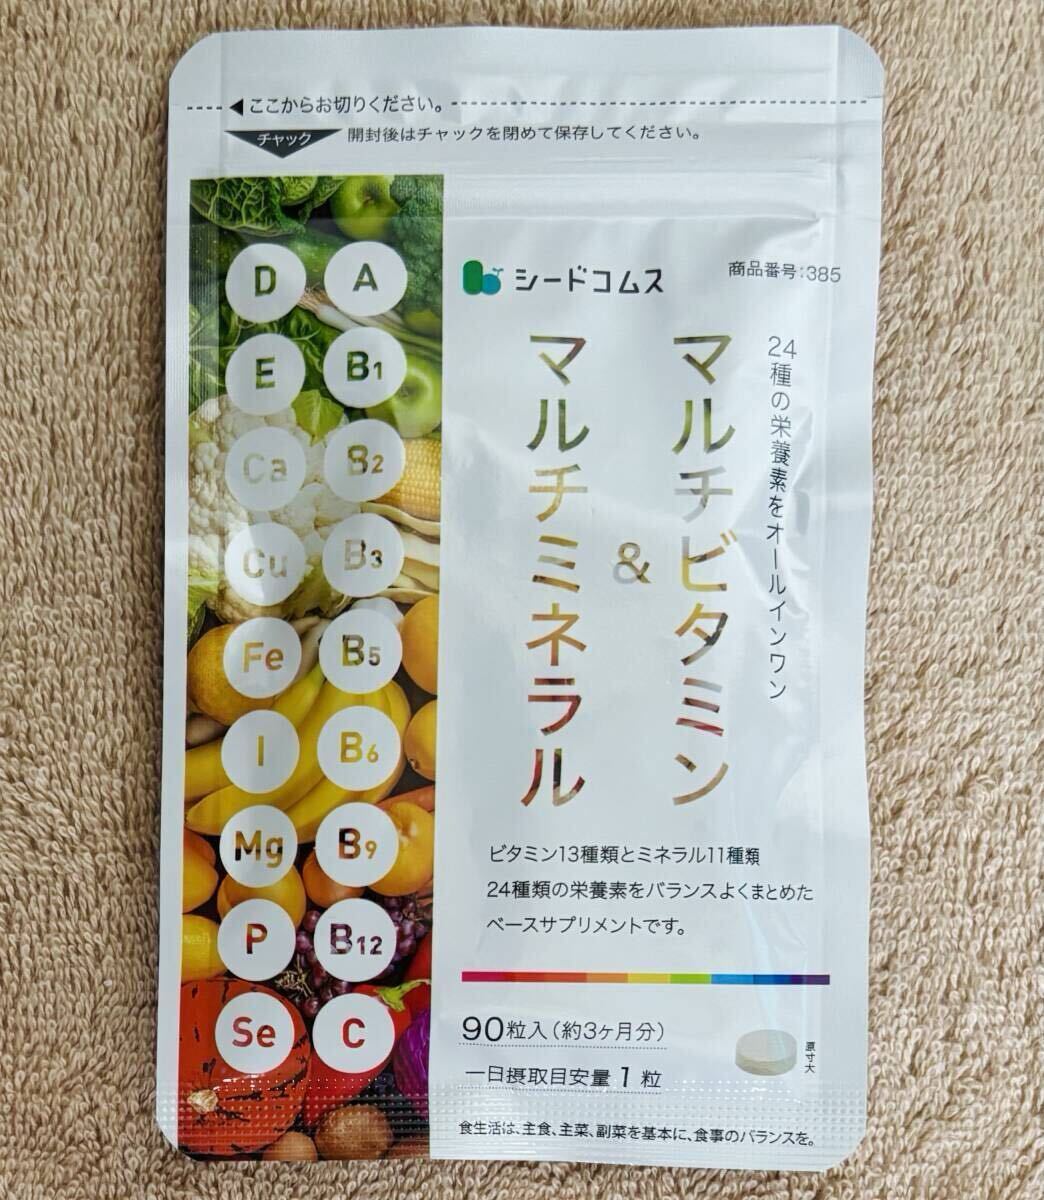 ここからお切りください。
チャック
開封後はチャックを閉めて保存してください。
シードコムス
商品番号:385
24種の栄養素をオールインワン
マルチビタミン
&
マルチミネラル
D A
E B1
Ca B2
Cu B3
Fe B5
I B6
Mg B9
P B12
Se C
ビタミン13種類とミネラル11種類
24種類の栄養素をバランスよくまとめた
ベースサプリメントです。
90粒入(約3ヶ月分)
一日摂取目安量 1 粒
原寸大
食生活は、主食、主菜、副菜を基本に、食事のバランスを。